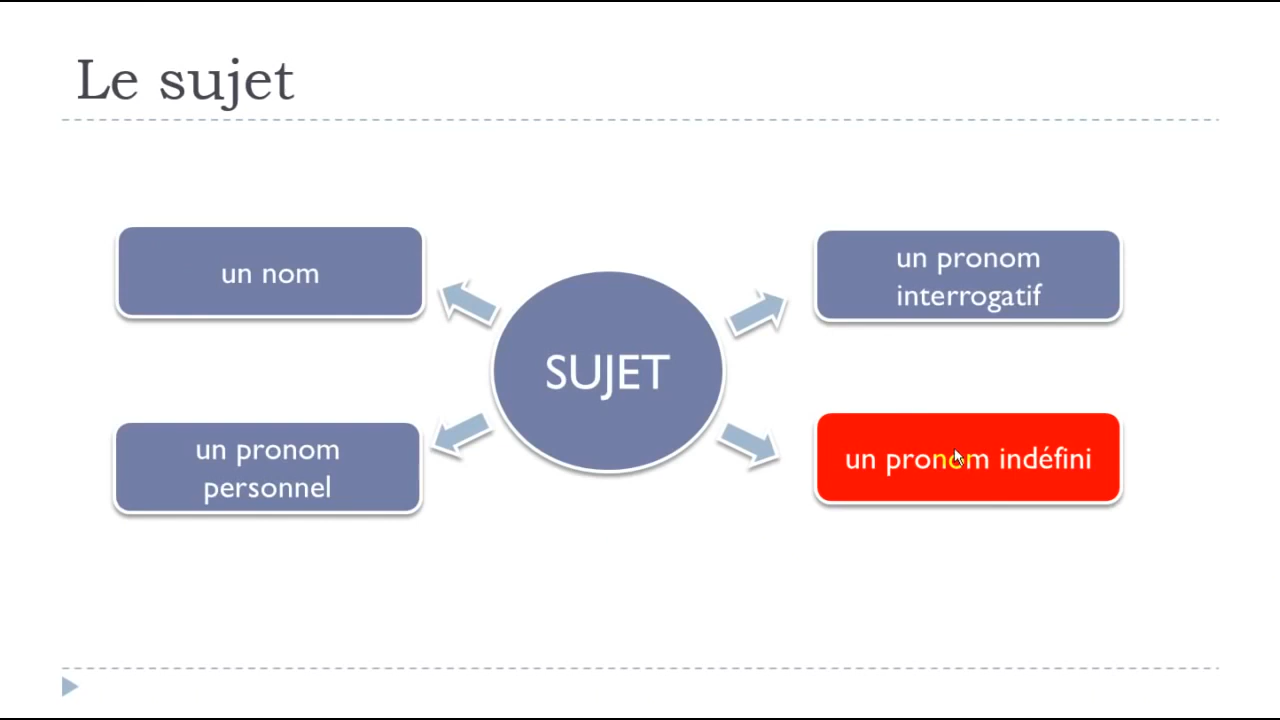 Le sujet
un nom
un pronom
interrogatif
SUJET
un pronom
personnel
un pronom indéfini